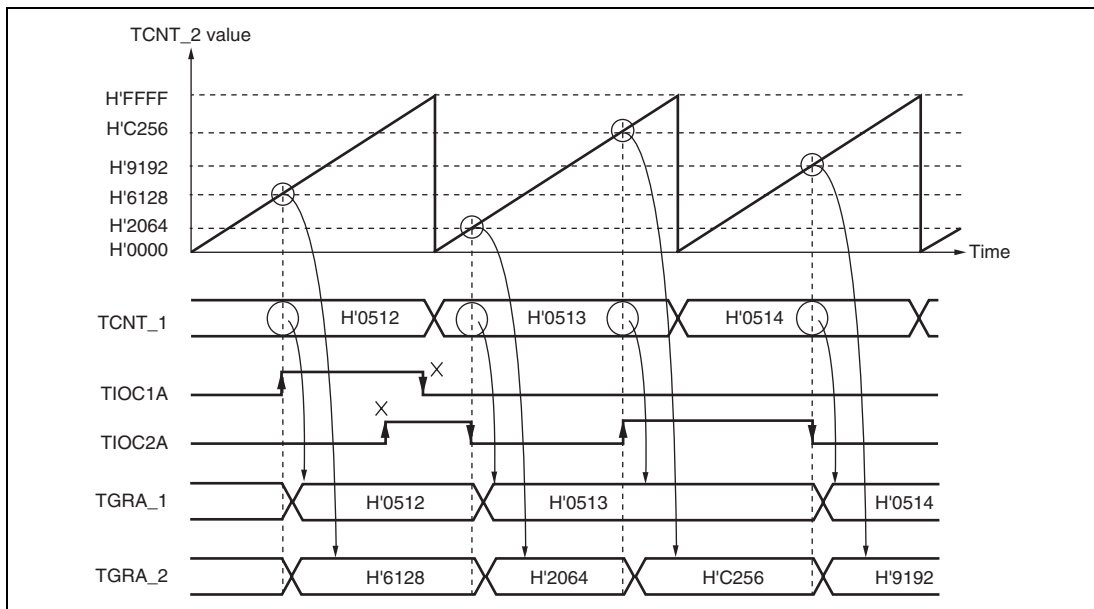 TCNT_2 value
H'FFFF
H'C256
H'9192
H'6128
H'2064
H'0000
Time
TCNT_1 H'0512 H'0513 H'0514
TIOC1A
TIOC2A
TGRA_1 H'0512 H'0513 H'0514
TGRA_2 H'6128 H'2064 H'C256 H'9192